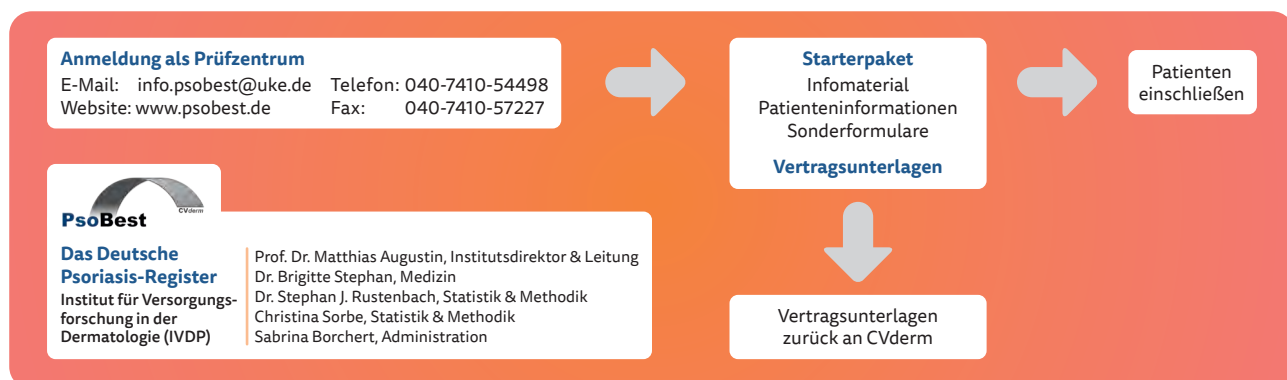 Anmeldung als Prüfzentrum
E-Mail: info.psobest@uke.de Telefon: 040-7410-54498
Website: www.psobest.de Fax: 040-7410-57227
Starterpaket
Infomaterial
Patienteninformationen
Sonderformulare
Vertragsunterlagen
Patienten
einschließen
CVderm
PsoBest
Das Deutsche
Psoriasis-Register
Institut für Versorgungs-
forschung in der
Dermatologie (IVDP)
Prof. Dr. Matthias Augustin, Institutsdirektor & Leitung
Dr. Brigitte Stephan, Medizin
Dr. Stephan J. Rustenbach, Statistik & Methodik
Christina Sorbe, Statistik & Methodik
Sabrina Borchert, Administration
Vertragsunterlagen
zurück an CVderm